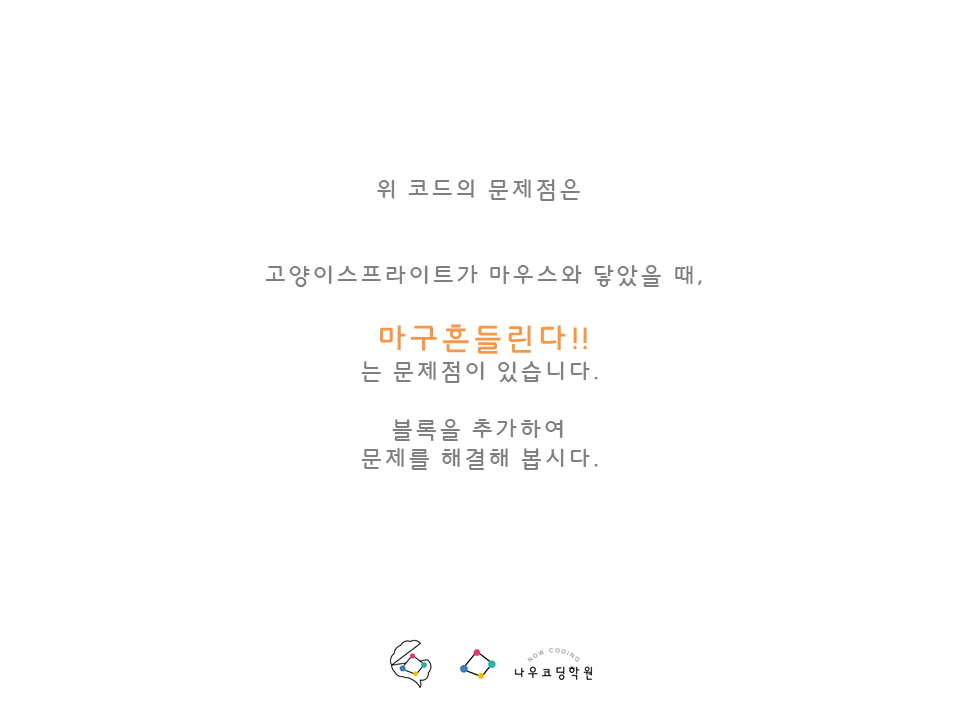 위 코드의 문제점은
고양이스프라이트가 마우스와 닿았을 때,
마구흔들린다!!
는 문제점이 있습니다.
블록을 추가하여
문제를 해결해 봅시다.
NOW CODING
나우코딩학원